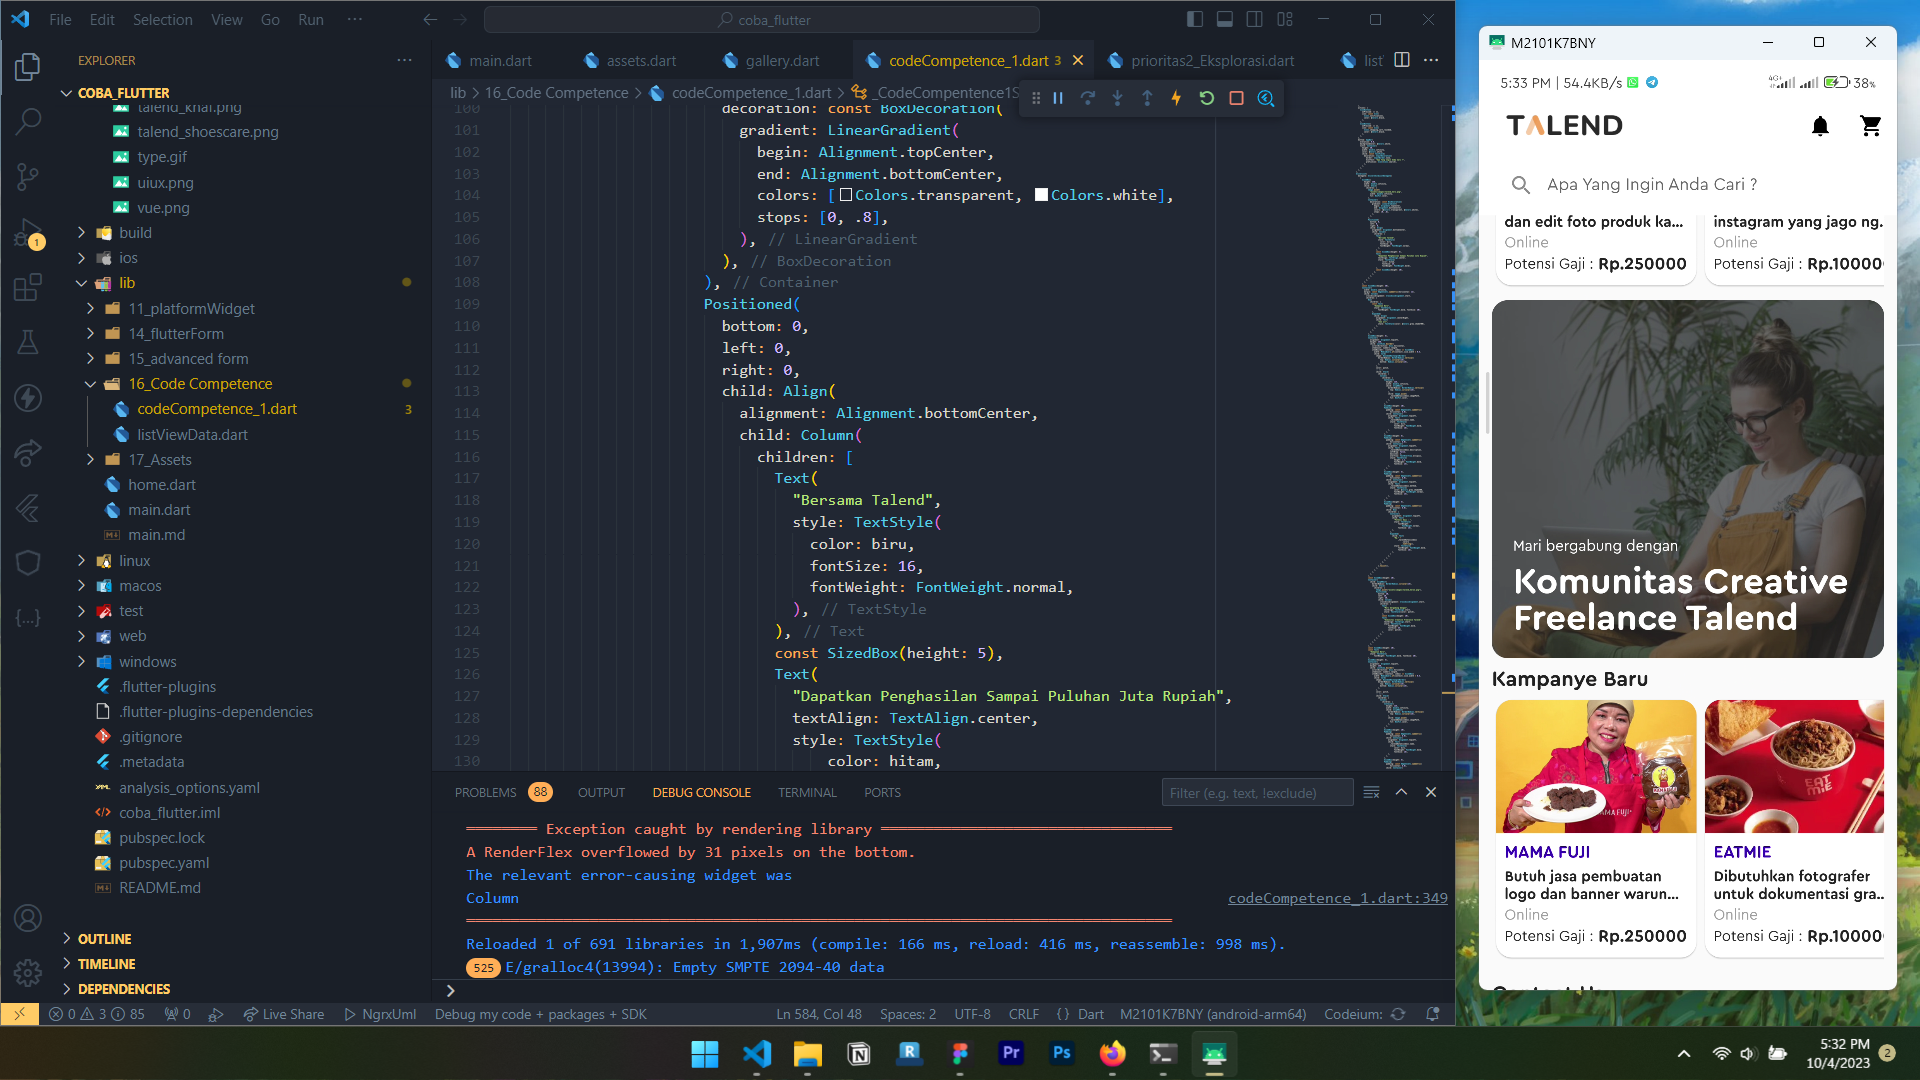 File Edit Selection View Go Run ···
coba_flutter
EXPLORER
COBA_FLUTTER
talend_khaf.png
talend_shoescare.png
type.gif
uiux.png
vue.png
build
ios
lib
11_platformWidget
14_flutterForm
15_advanced form
16_Code Competence
codeCompetence_1.dart 3
listViewData.dart
17_Assets
home.dart
main.dart
main.md
linux
macos
test
web
windows
.flutter-plugins
.flutter-plugins-dependencies
.gitignore
.metadata
analysis_options.yaml
coba_flutter.iml
pubspec.lock
pubspec.yaml
README.md
OUTLINE
TIMELINE
DEPENDENCIES
1
main.dart assets.dart gallery.dart codeCompetence_1.dart 3 prioritas2_Eksplorasi.dart list
lib > 16_Code Competence > codeCompetence_1.dart > _CodeCompentence1S
100 decoration: const BoxDecoration(
101 gradient: LinearGradient(
102 begin: Alignment.topCenter,
103 end: Alignment.bottomCenter,
104 colors: [Colors.transparent, Colors.white],
105 stops: [0, .8],
106 ), // LinearGradient
107 ), // BoxDecoration
108 ), // Container
109 Positioned(
110 bottom: 0,
111 left: 0,
112 right: 0,
113 child: Align(
114 alignment: Alignment.bottomCenter,
115 child: Column(
116 children: [
117 Text(
118 "Bersama Talend",
119 style: TextStyle(
120 color: biru,
121 fontSize: 16,
122 fontWeight: FontWeight.normal,
123 ), // TextStyle
124 ), // Text
125 const SizedBox(height: 5),
126 Text(
127 "Dapatkan Penghasilan Sampai Puluhan Juta Rupiah",
128 textAlign: TextAlign.center,
129 style: TextStyle(
130 color: hitam,
PROBLEMS 88 OUTPUT DEBUG CONSOLE TERMINAL PORTS
Filter (e.g. text, !exclude)
════════ Exception caught by rendering library ═════════════════════════════════
A RenderFlex overflowed by 31 pixels on the bottom.
The relevant error-causing widget was
Column codeCompetence_1.dart:349
════════════════════════════════════════════════════════════════════════════════
Reloaded 1 of 691 libraries in 1,907ms (compile: 166 ms, reload: 416 ms, reassemble: 998 ms).
525 E/gralloc4(13994): Empty SMPTE 2094-40 data
0 3 85 0 Live Share NgrxUml Debug my code + packages + SDK Ln 584, Col 48 Spaces: 2 UTF-8 CRLF {} Dart M2101K7BNY (android-arm64) Codeium:
M2101K7BNY
5:33 PM | 54.4KB/s 4G+ 38%
TALEND
Apa Yang Ingin Anda Cari ?
dan edit foto produk ka...
Online
Potensi Gaji : Rp.250000
instagram yang jago ng..
Online
Potensi Gaji : Rp.10000
Mari bergabung dengan
Komunitas Creative
Freelance Talend
Kampanye Baru
MAMA FUJI
EAT
MIE
MAMA FUJI
Butuh jasa pembuatan
logo dan banner warun...
Online
Potensi Gaji : Rp.250000
EATMIE
Dibutuhkan fotografer
untuk dokumentasi gra..
Online
Potensi Gaji : Rp.10000
R Pr Ps
5:32 PM
10/4/2023
2